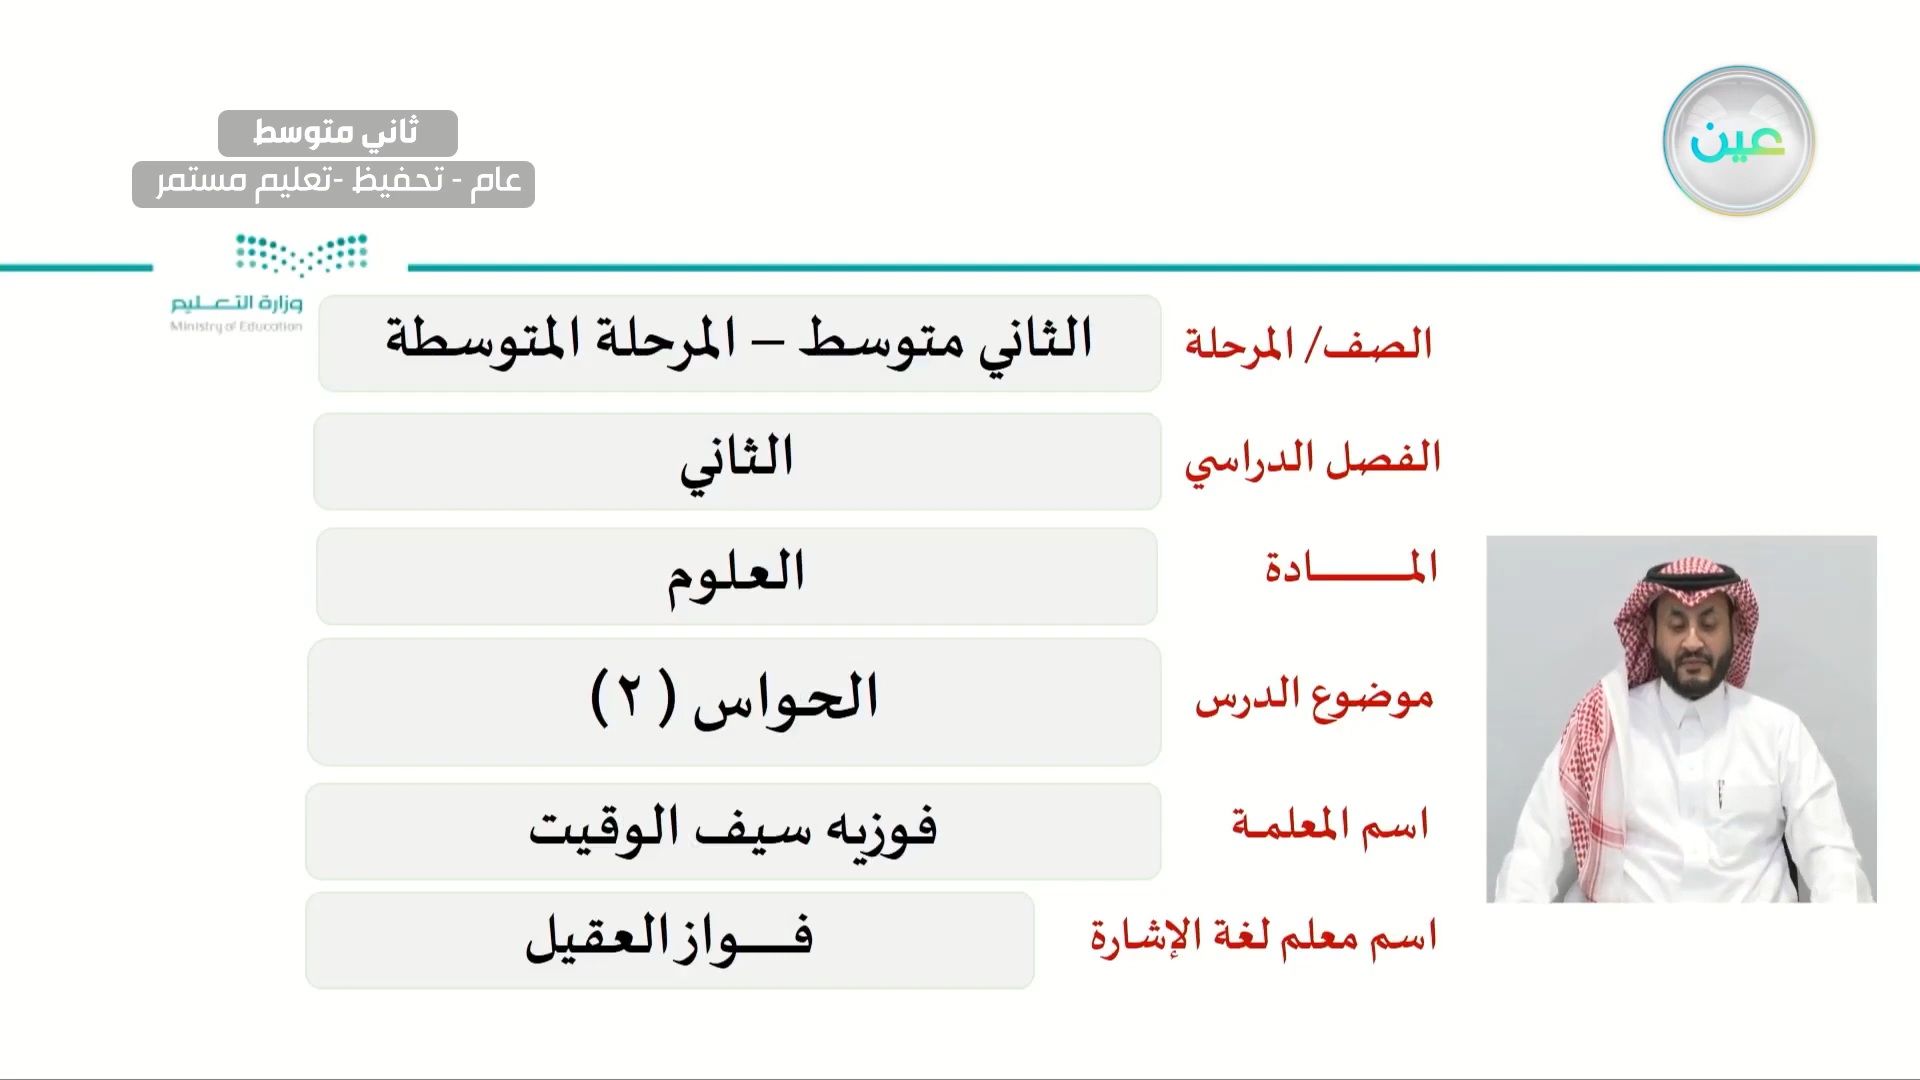 عين
ثاني متوسط
عام - تحفيظ -تعليم مستمر
وزارة التعليم
Ministry of Education
الصف/ المرحلة الثاني متوسط – المرحلة المتوسطة
الفصل الدراسي الثاني
المـــــــادة العلوم
موضوع الدرس الحواس ( ٢)
اسم المعلمة فوزيه سيف الوقيت
اسم معلم لغة الإشارة فـــواز العقيل